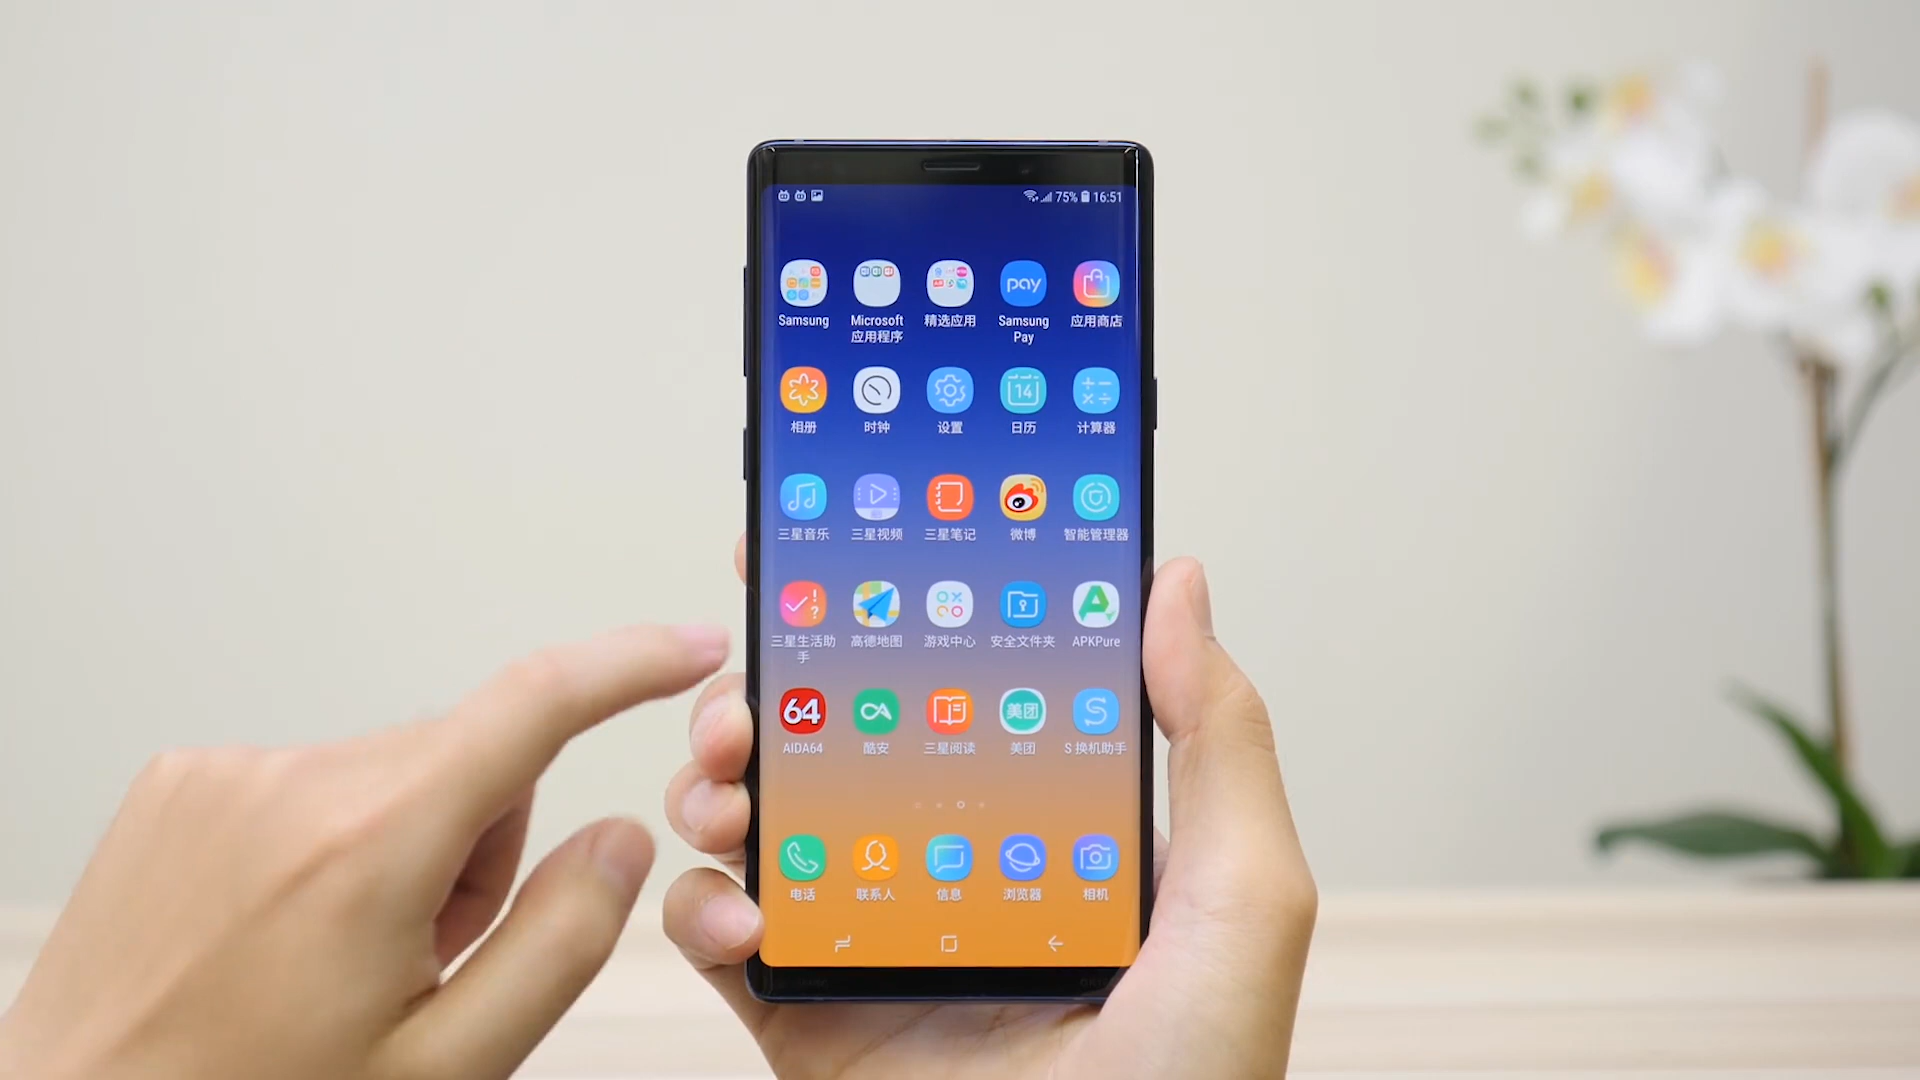 75% 16:51
pay
Samsung
Microsoft
应用程序
精选应用
Samsung
Pay
应用商店
14
相册
时钟
设置
日历
计算器
三星音乐
三星视频
三星笔记
微博
智能管理器
三星生活助
手
高德地图
游戏中心
安全文件夹
APKPure
64
美团
AIDA64
酷安
三星阅读
美团
S 换机助手
电话
联系人
信息
浏览器
相机